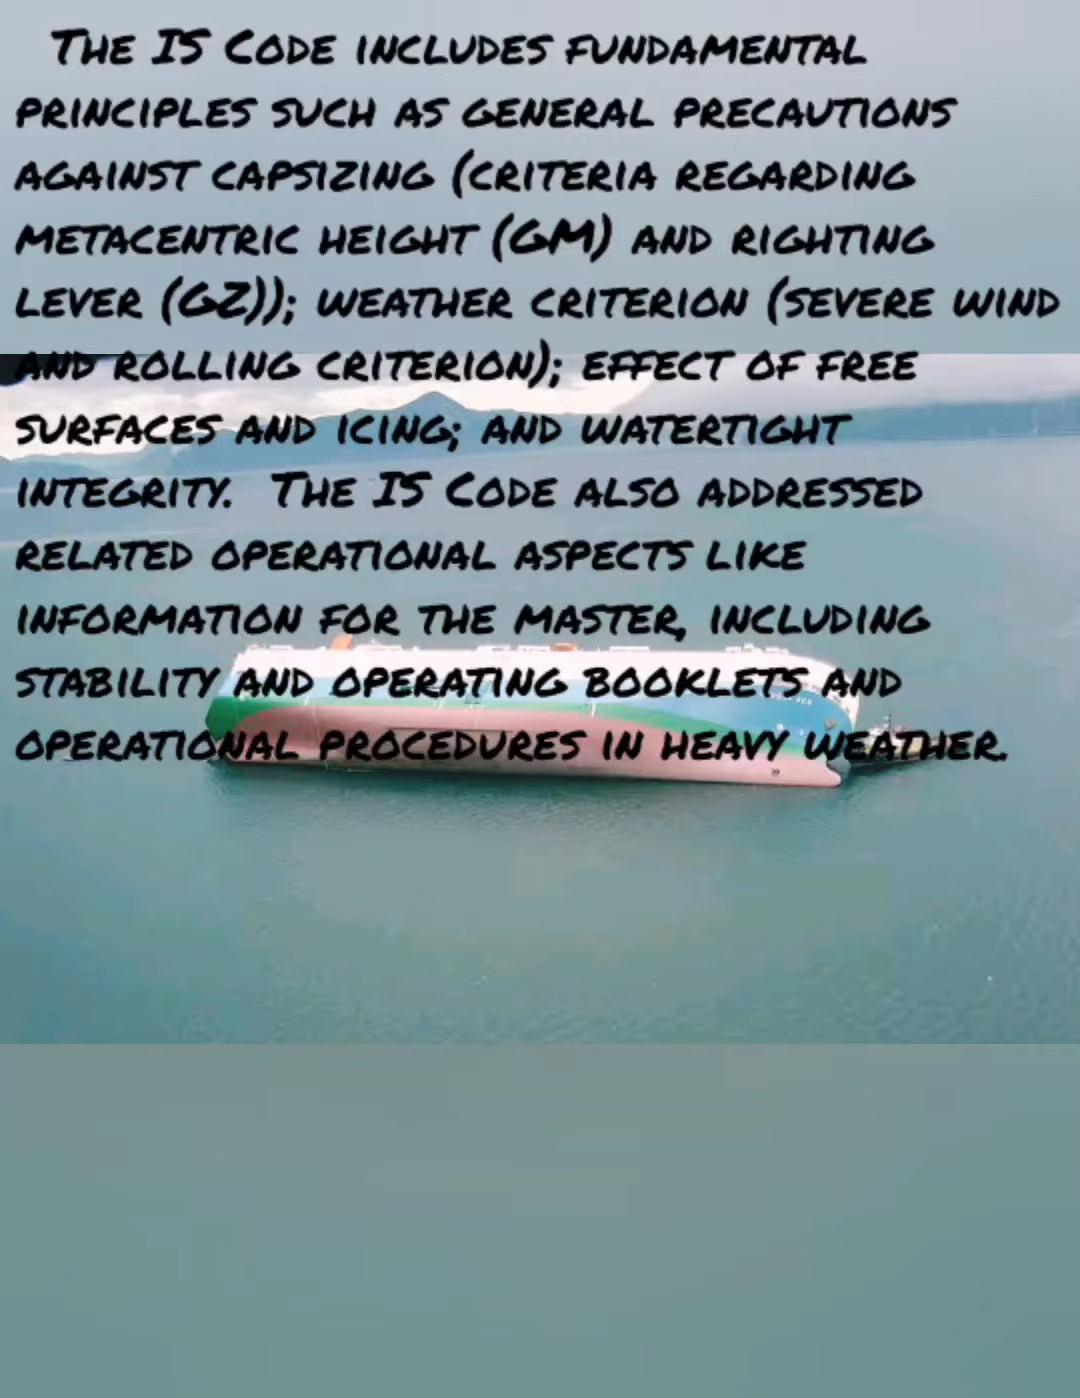 The IS Code includes fundamental
principles such as general precautions
against capsizing (criteria regarding
metacentric height (GM) and righting
lever (GZ)); weather criterion (severe wind
and rolling criterion); effect of free
surfaces and icing; and watertight
integrity.  The IS Code also addressed
related operational aspects like
information for the master, including
stability and operating booklets and
operational procedures in heavy weather.